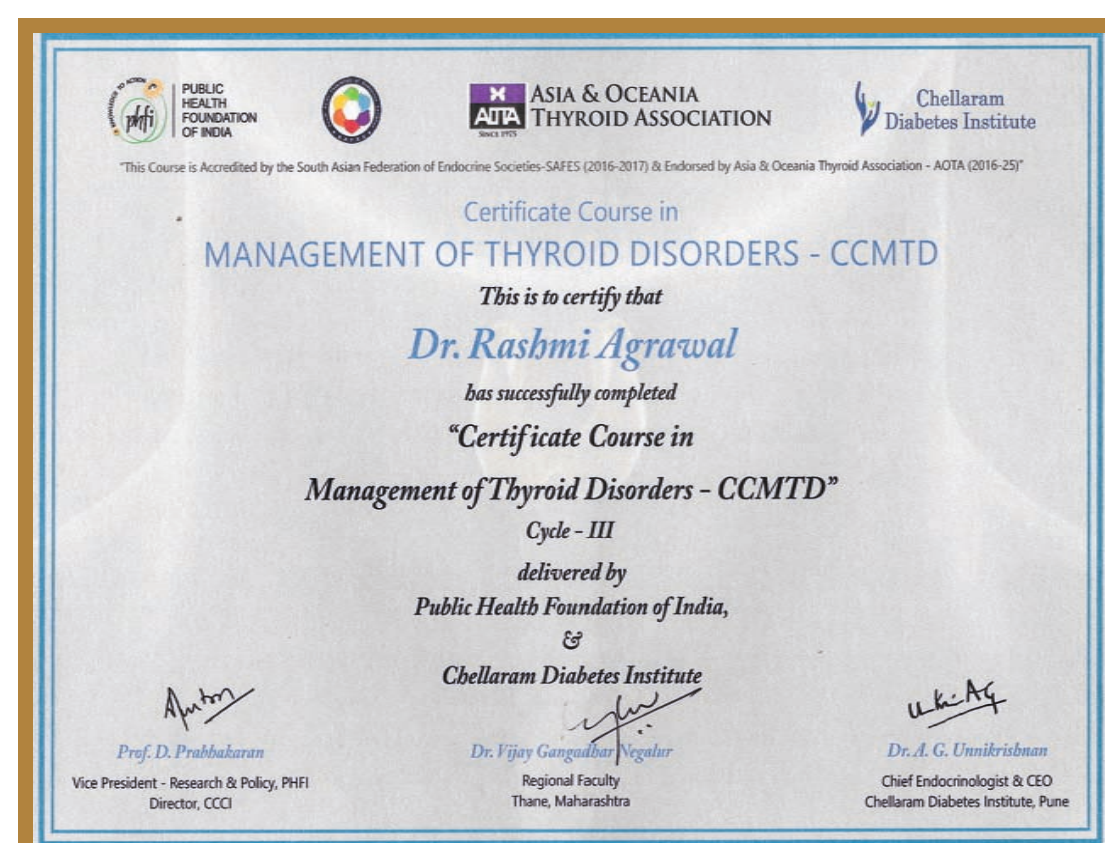 PUBLIC
HEALTH
FOUNDATION
OF INDIA
phfi
ASIA & OCEANIA
THYROID ASSOCIATION
AOTA
SINCE 1975
Chellaram
Diabetes Institute
"This Course is Accredited by the South Asian Federation of Endocrine Societies-SAFES (2016-2017) & Endorsed by Asia & Oceania Thyroid Association - AOTA (2016-25)"
Certificate Course in
MANAGEMENT OF THYROID DISORDERS - CCMTD
This is to certify that
Dr. Rashmi Agrawal
has successfully completed
“Certificate Course in
Management of Thyroid Disorders - CCMTD”
Cycle - III
delivered by
Public Health Foundation of India,
&
Chellaram Diabetes Institute
Prof. D. Prabhakaran
Vice President - Research & Policy, PHFI
Director, CCCI
Dr. Vijay Gangadhar Negalur
Regional Faculty
Thane, Maharashtra
Dr. A. G. Unnikrishnan
Chief Endocrinologist & CEO
Chellaram Diabetes Institute, Pune